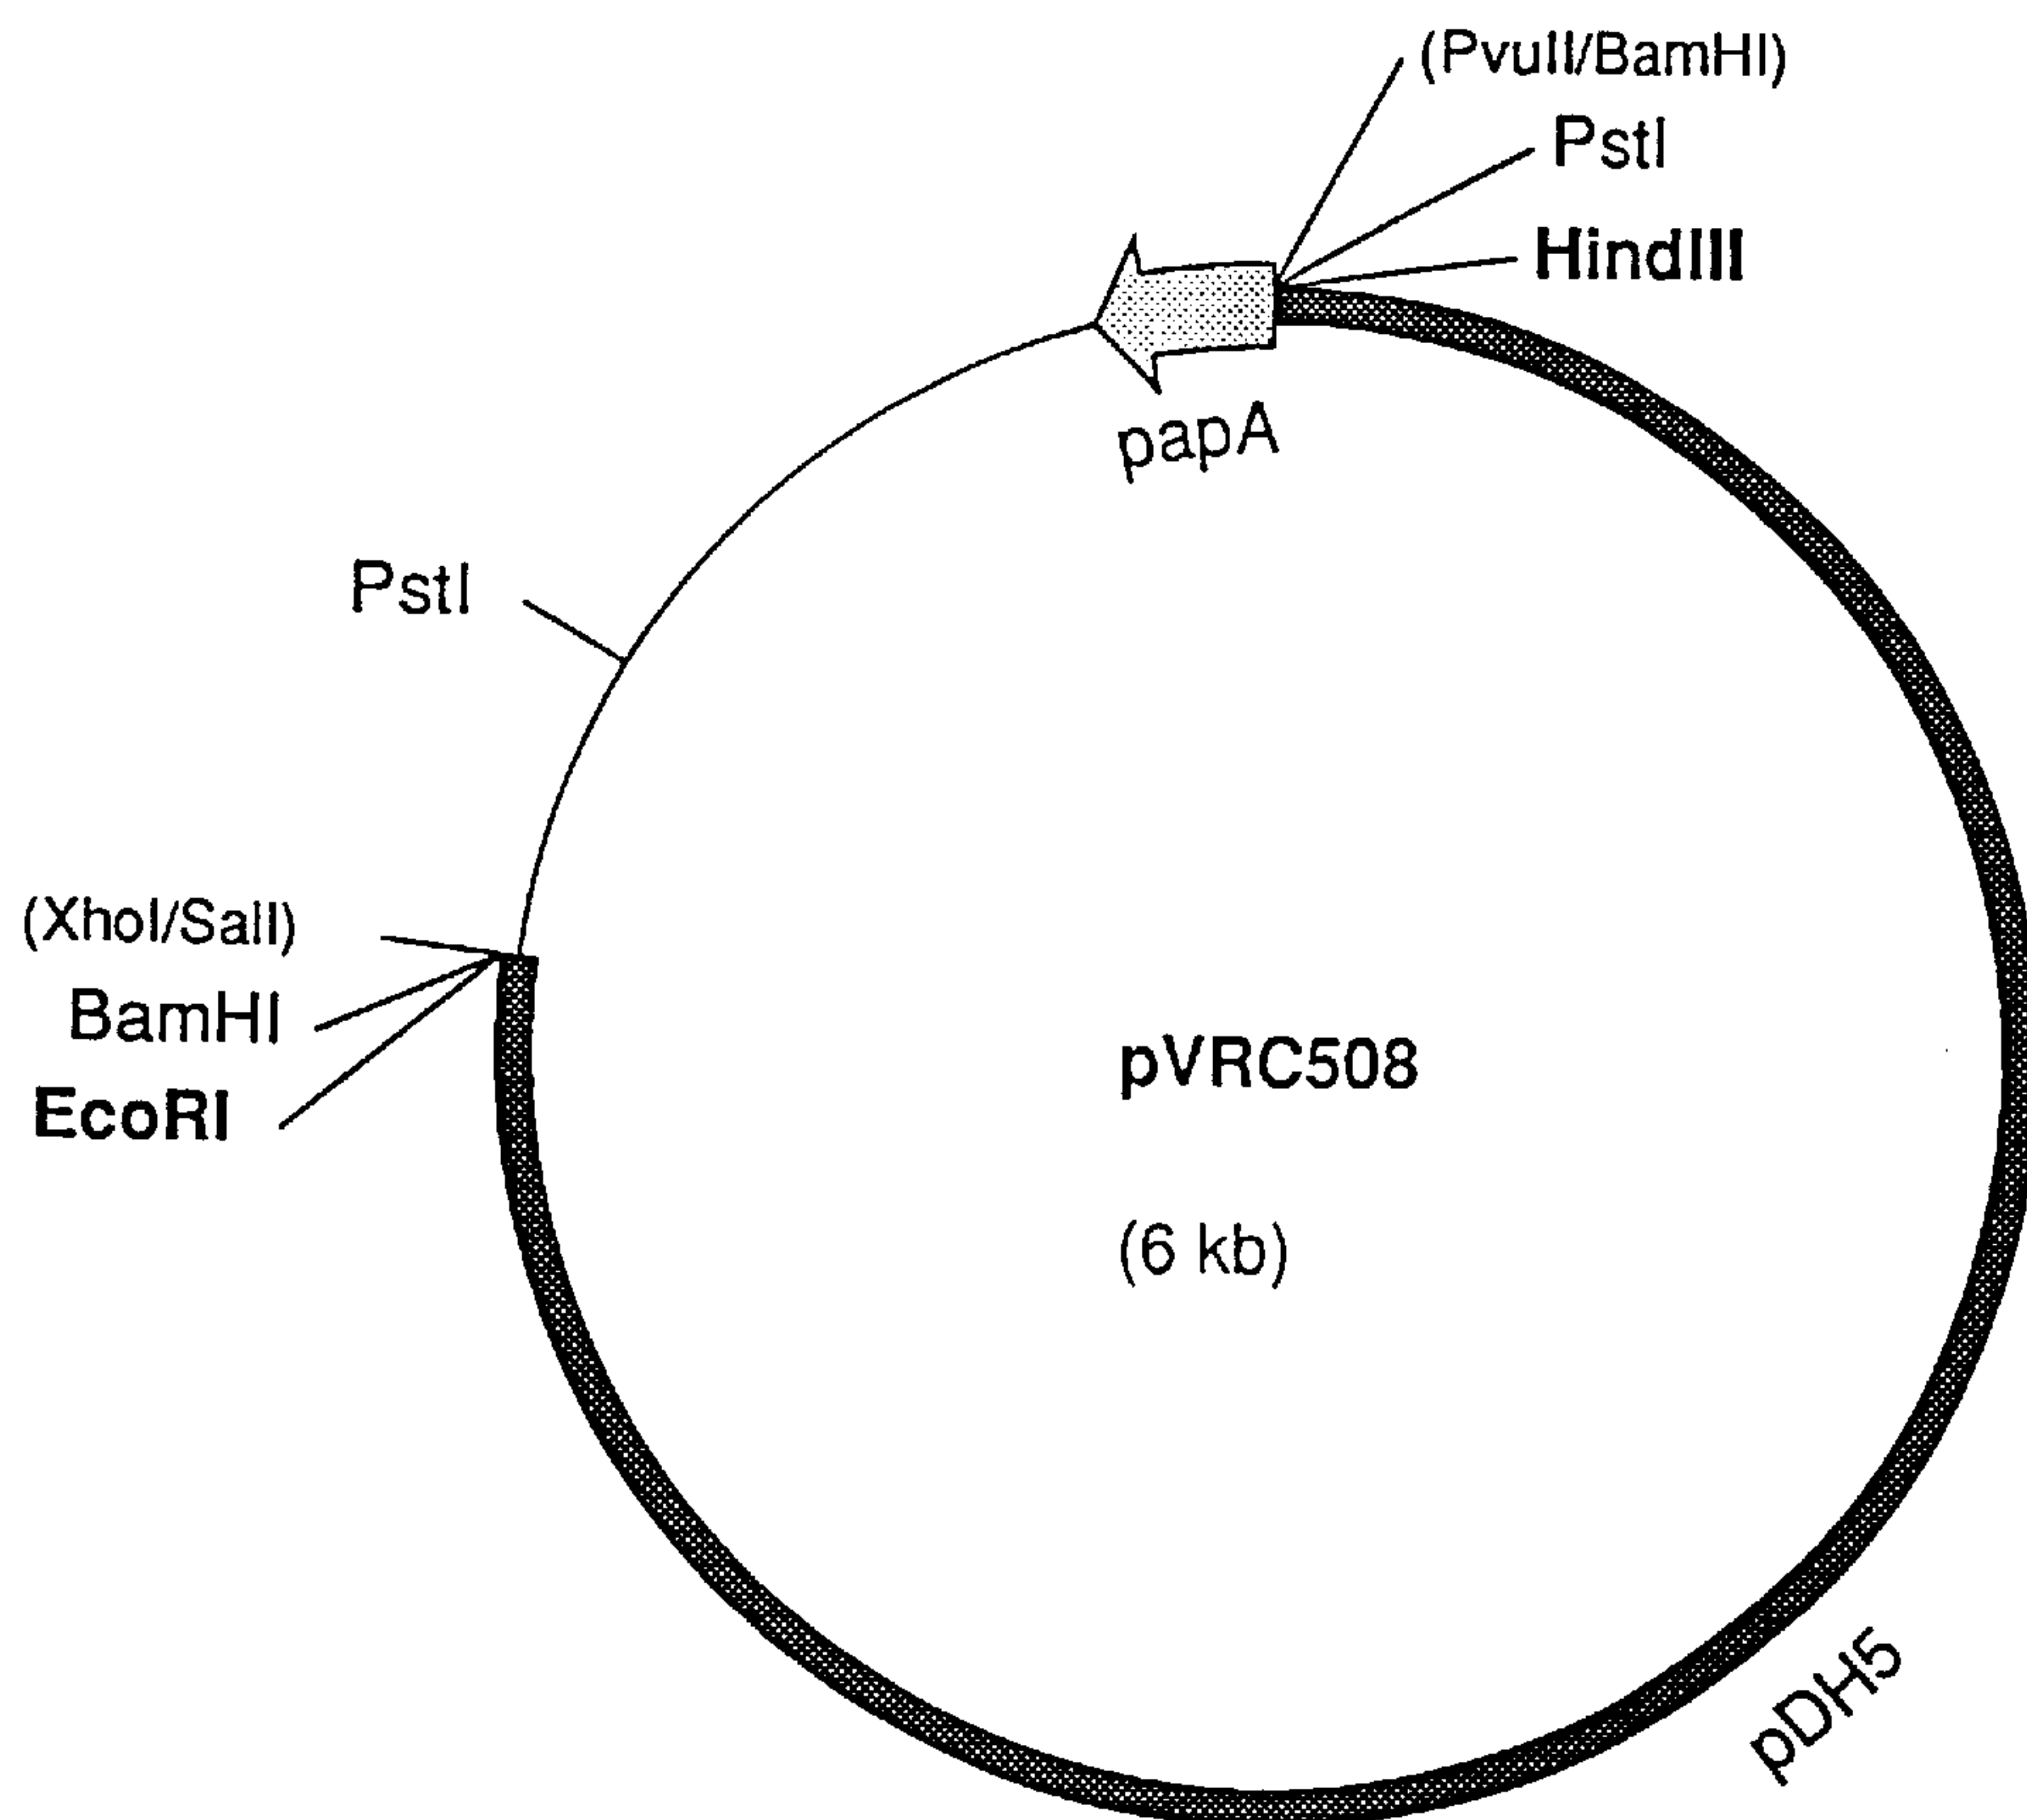 (PvuII/BamHI)
PstI
HindIII
papA
PstI
(XhoI/SalI)
BamHI
EcoRI
pVRC508
(6 kb)
pDH5